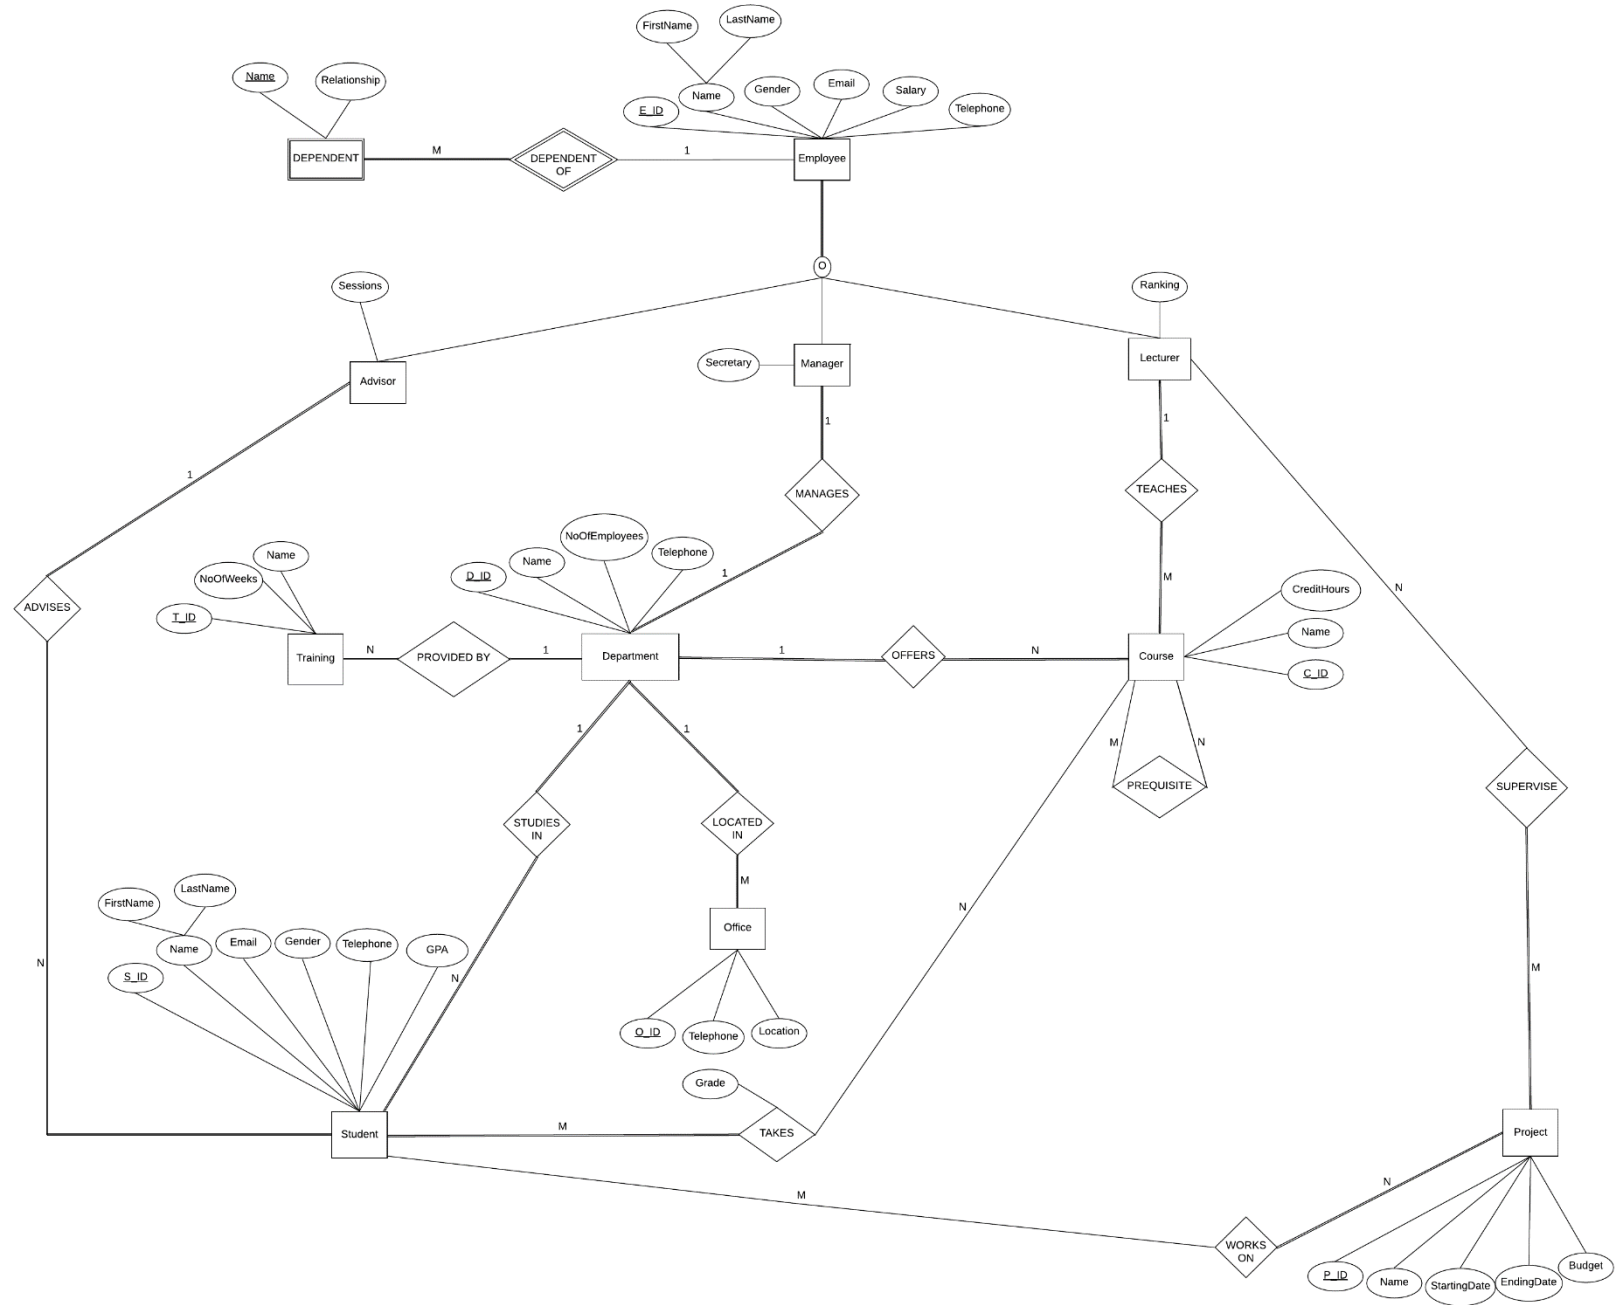 FirstName
LastName
Name
Relationship
E_ID
Name
Gender
Email
Salary
Telephone
DEPENDENT
M
DEPENDENT
OF
1
Employee
O
Sessions
Ranking
Advisor
Secretary
Manager
Lecturer
1
1
1
MANAGES
TEACHES
N
T_ID
NoOfWeeks
Name
D_ID
Name
NoOfEmployees
Telephone
1
M
CreditHours
Name
C_ID
ADVISES
Training
N
PROVIDED BY
1
Department
1
OFFERS
N
Course
1
1
M
N
PREQUISITE
SUPERVISE
STUDIES
IN
LOCATED
IN
M
N
FirstName
LastName
S_ID
Name
Email
Gender
Telephone
GPA
N
N
Office
M
O_ID
Telephone
Location
Grade
Student
M
TAKES
Project
M
N
WORKS
ON
P_ID
Name
StartingDate
EndingDate
Budget